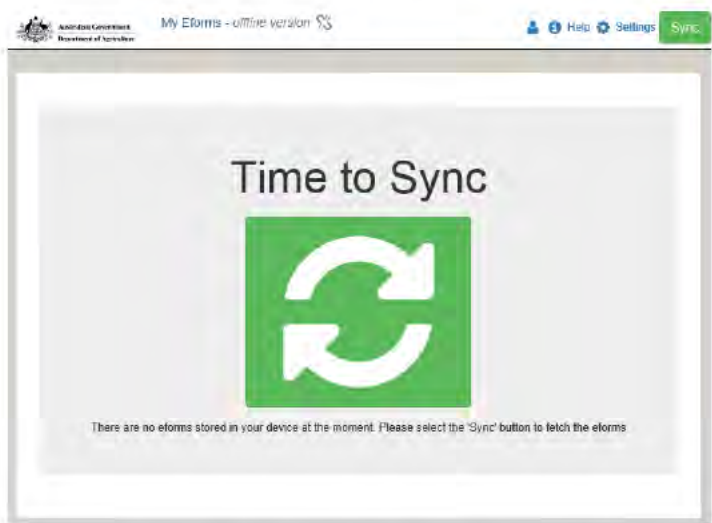 Australian Government
Department of Agriculture
My Eforms - offline version
Help
Settings
Sync
Time to Sync
There are no eforms stored in your device at the moment. Please select the 'Sync' button to fetch the eforms